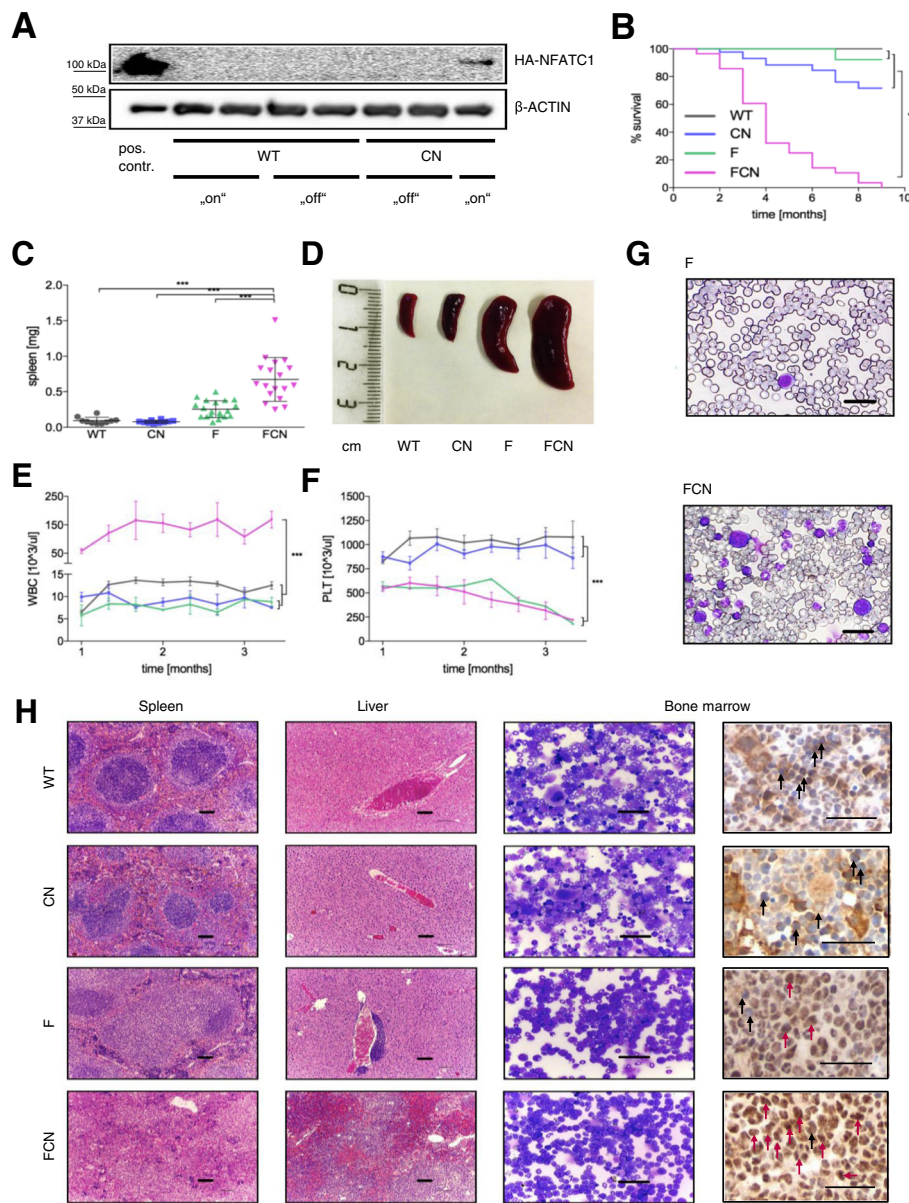 A
100 kDa
HA-NFATC1
50 kDa
37 kDa
β-ACTIN
pos.
contr.
WT
CN
„on“
„off“
„off“
„on“
B
% survival
100
80
60
40
20
0
WT
CN
F
FCN
0 2 4 6 8 10
time [months]
C
spleen [mg]
2.0
1.5
1.0
0.5
0.0
*** 
***
***
WT CN F FCN
D
0
1
2
3
cm WT CN F FCN
G
F
FCN
E
WBC [10^3/ul]
250
150
50
15
10
5
0
***
1 2 3
time [months]
F
PLT [10^3/ul]
1500
1250
1000
750
500
250
0
***
1 2 3
time [months]
H
Spleen Liver Bone marrow
WT
CN
F
FCN